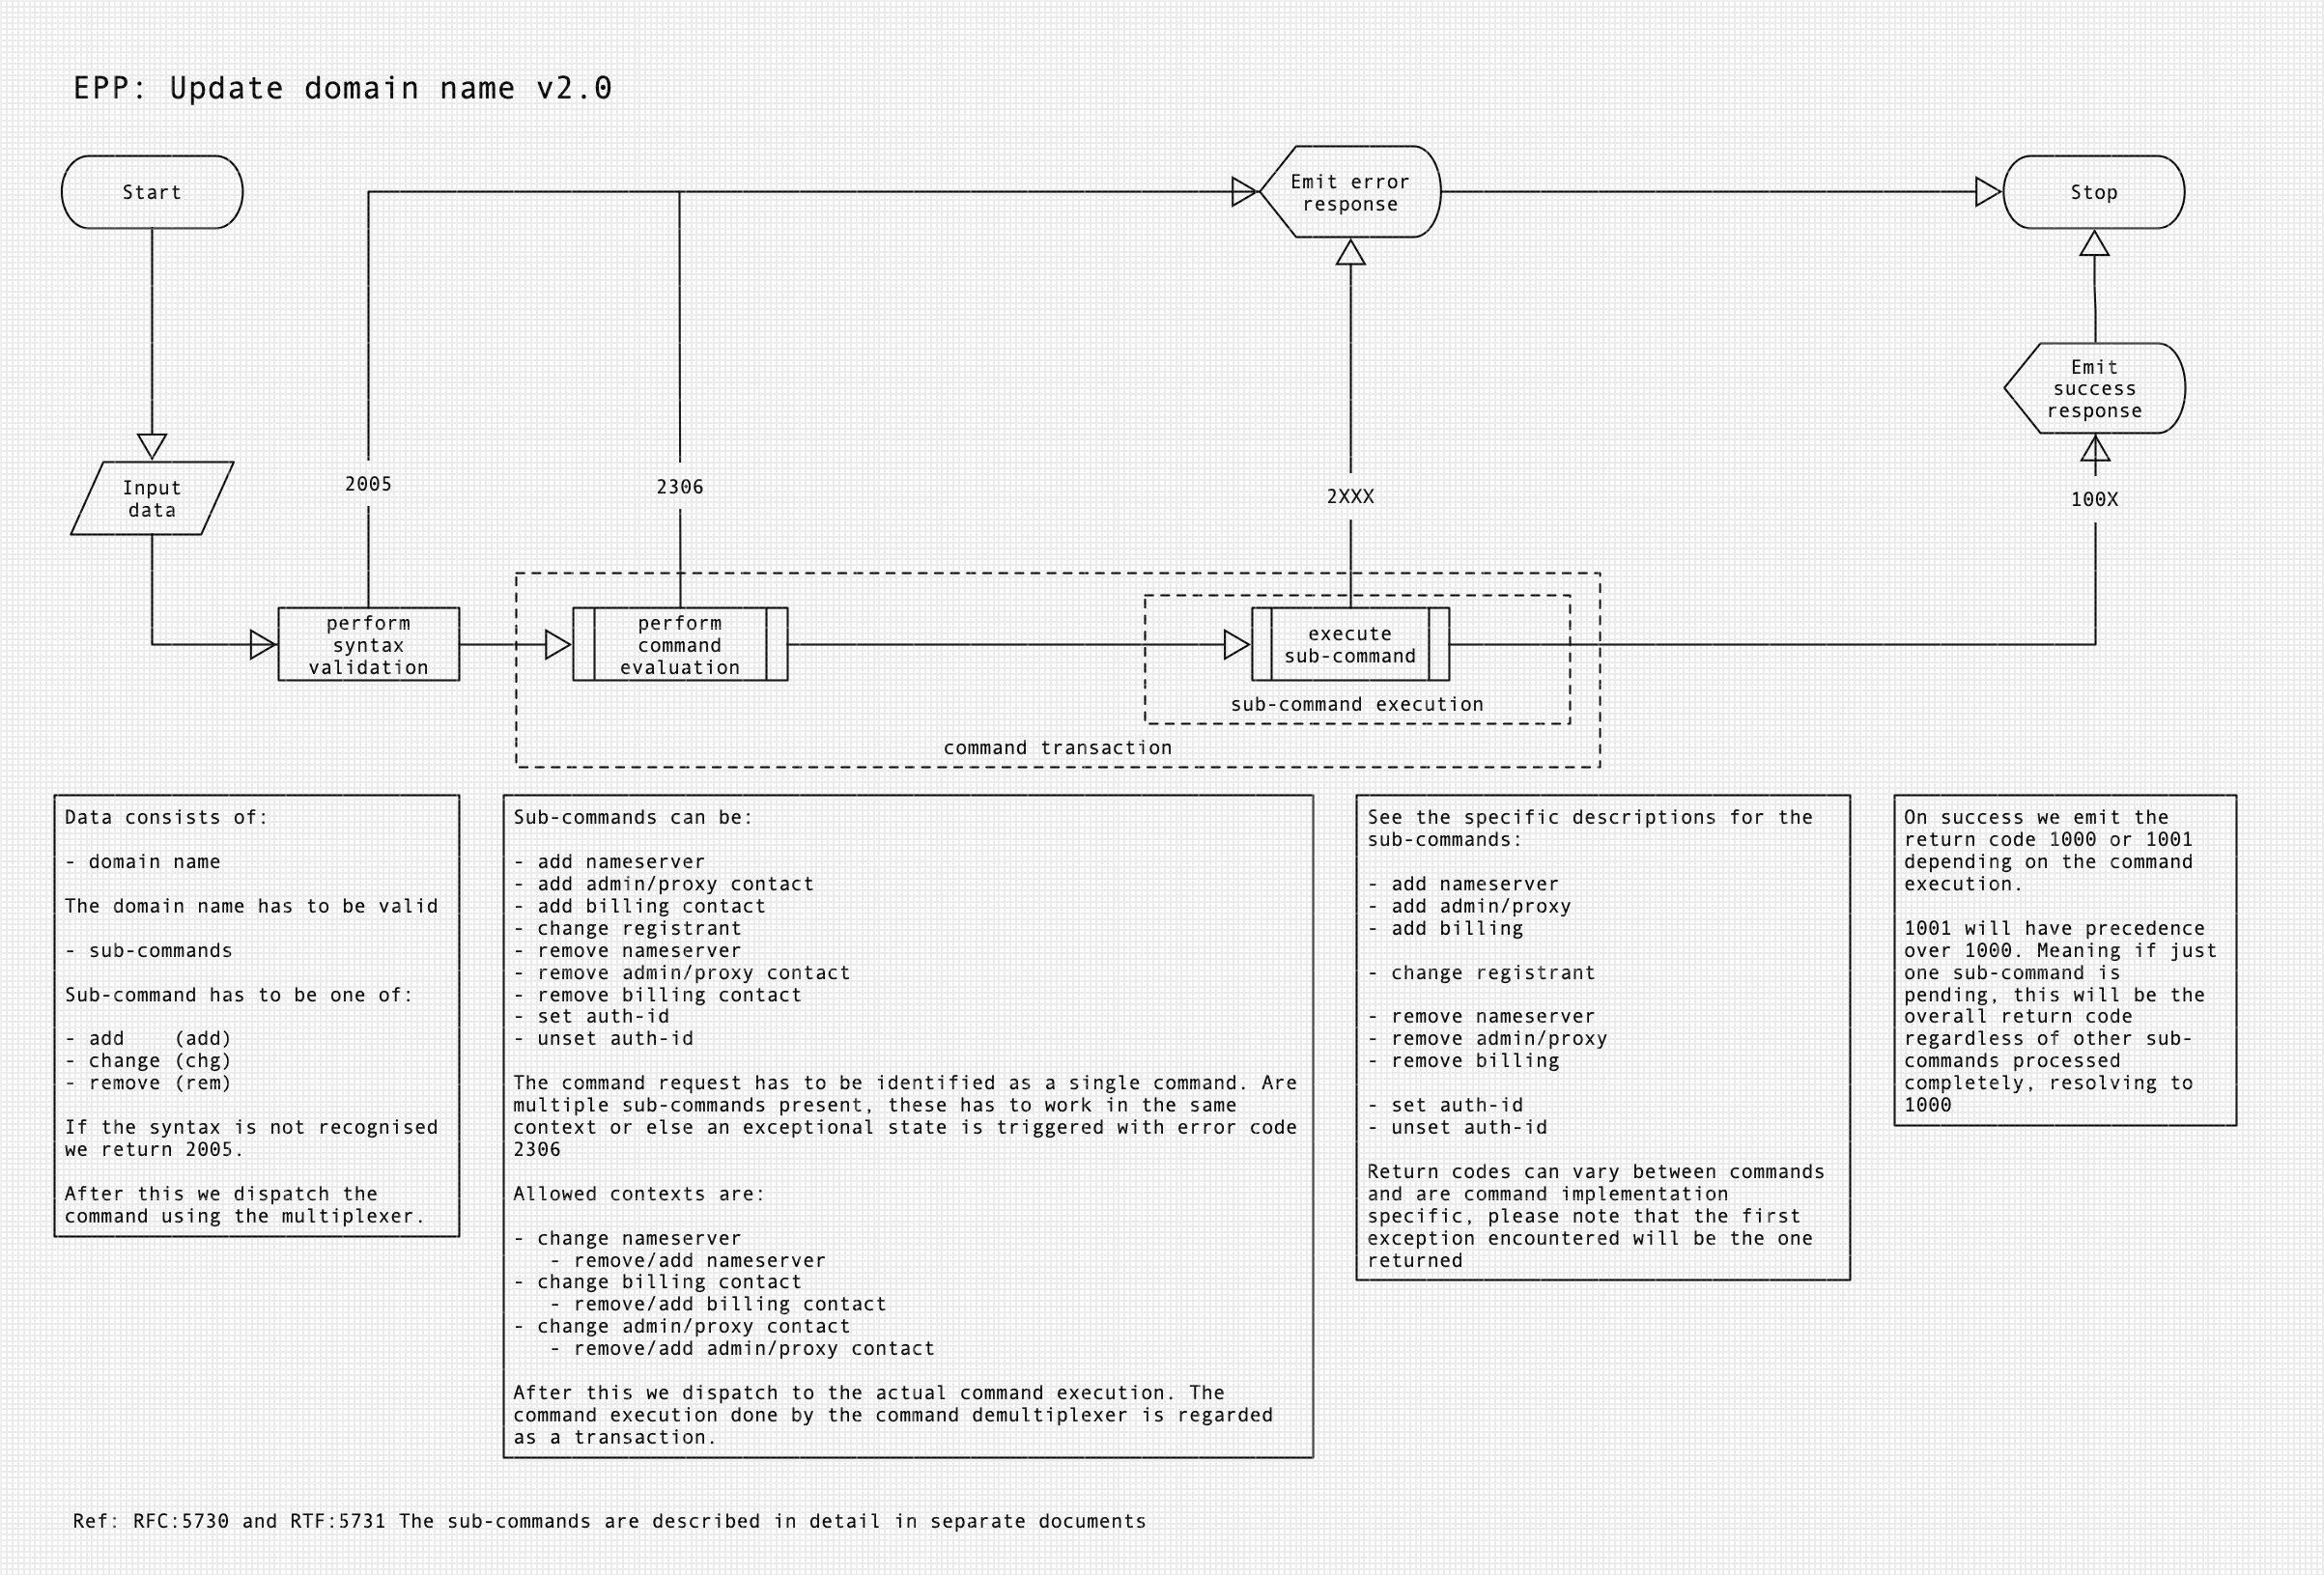 EPP: Update domain name v2.0
Start
Emit error
response
Stop
Emit
success
response
Input
data
2005
2306
2XXX
100X
perform
syntax
validation
perform
command
evaluation
execute
sub-command
sub-command execution
command transaction
Data consists of:
- domain name
The domain name has to be valid
- sub-commands
Sub-command has to be one of:
- add    (add)
- change (chg)
- remove (rem)
If the syntax is not recognised
we return 2005.
After this we dispatch the
command using the multiplexer.
Sub-commands can be:
- add nameserver
- add admin/proxy contact
- add billing contact
- change registrant
- remove nameserver
- remove admin/proxy contact
- remove billing contact
- set auth-id
- unset auth-id
The command request has to be identified as a single command. Are
multiple sub-commands present, these has to work in the same
context or else an exceptional state is triggered with error code
2306
Allowed contexts are:
- change nameserver
- remove/add nameserver
- change billing contact
- remove/add billing contact
- change admin/proxy contact
- remove/add admin/proxy contact
After this we dispatch to the actual command execution. The
command execution done by the command demultiplexer is regarded
as a transaction.
See the specific descriptions for the
sub-commands:
- add nameserver
- add admin/proxy
- add billing
- change registrant
- remove nameserver
- remove admin/proxy
- remove billing
- set auth-id
- unset auth-id
Return codes can vary between commands
and are command implementation
specific, please note that the first
exception encountered will be the one
returned
On success we emit the
return code 1000 or 1001
depending on the command
execution.
1001 will have precedence
over 1000. Meaning if just
one sub-command is
pending, this will be the
overall return code
regardless of other sub-
commands processed
completely, resolving to
1000
Ref: RFC:5730 and RTF:5731 The sub-commands are described in detail in separate documents